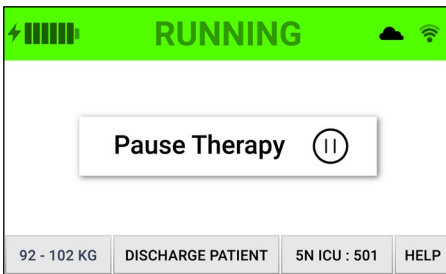 RUNNING
Pause Therapy
92 - 102 KG DISCHARGE PATIENT 5N ICU : 501 HELP